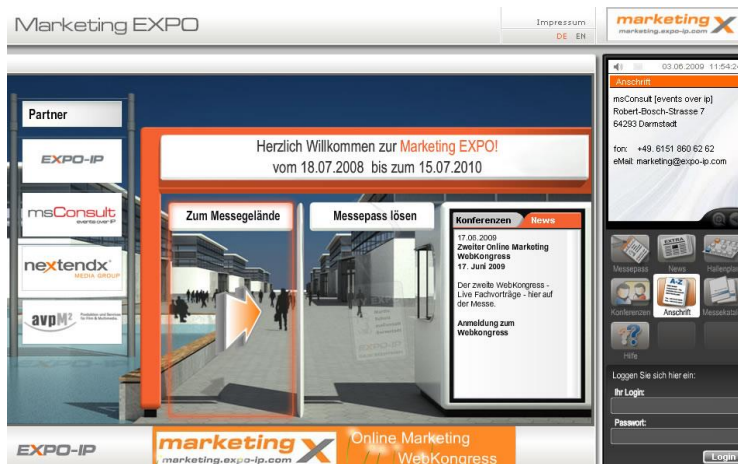 Marketing EXPO
Impressum
DE EN
marketing X
marketing.expo-ip.com
03.06.2009 11:54:2
Anschrift
msConsult [events over ip]
Robert-Bosch-Strasse 7
64293 Darmstadt
fon: +49. 6151 860 62 62
eMail: marketing@expo-ip.com
Partner
EXPO-IP
msConsult
events over IP
nextendx
MEDIA GROUP
avpM²
Herzlich Willkommen zur Marketing EXPO!
vom 18.07.2008 bis zum 15.07.2010
Zum Messegelände
Messepass lösen
Konferenzen News
17.06.2009
Zweiter Online Marketing
WebKongress
17. Juni 2009
Der zweite WebKongress -
Live Fachvorträge - hier auf
der Messe.
Anmeldung zum
Webkongress
EXTRA
Messepass News Hallenplan
A-Z
Konferenzen Anschrift Messekatal
Hilfe
Loggen Sie sich hier ein:
Ihr Login:
Passwort:
Login
EXPO-IP
marketing X
marketing.expo-ip.com
Online Marketing
WebKongress